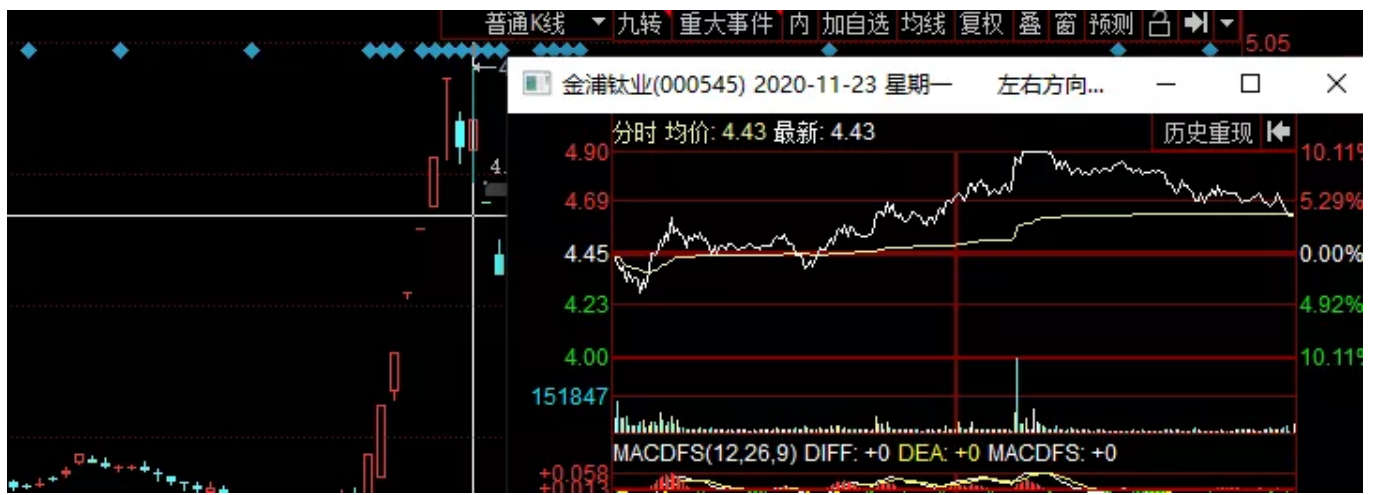 普通K线 九转 重大事件 内 加自选 均线 复权 叠 窗 预测
5.05
金浦钛业(000545) 2020-11-23 星期一 左右方向...
分时 均价: 4.43 最新: 4.43 历史重现
4.90 10.11%
4.
4.69 5.29%
4.45 0.00%
4.23 4.92%
4.00 10.11%
151847
MACDFS(12,26,9) DIFF: +0 DEA: +0 MACDFS: +0
+0.058